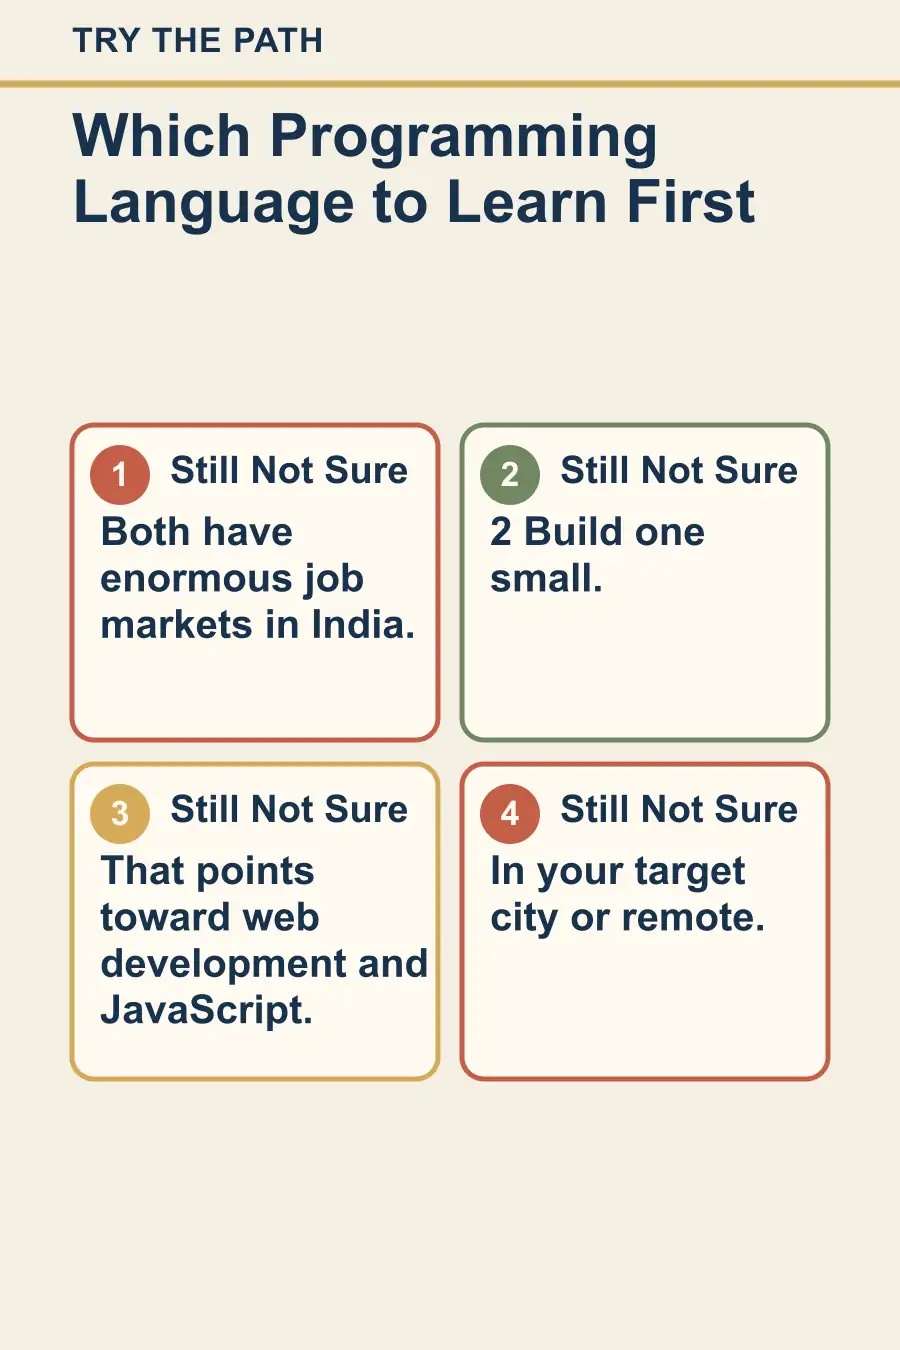 TRY THE PATH
Which Programming
Language to Learn First
1 Still Not Sure
Both have
enormous job
markets in India.
2 Still Not Sure
2 Build one
small.
3 Still Not Sure
That points
toward web
development and
JavaScript.
4 Still Not Sure
In your target
city or remote.